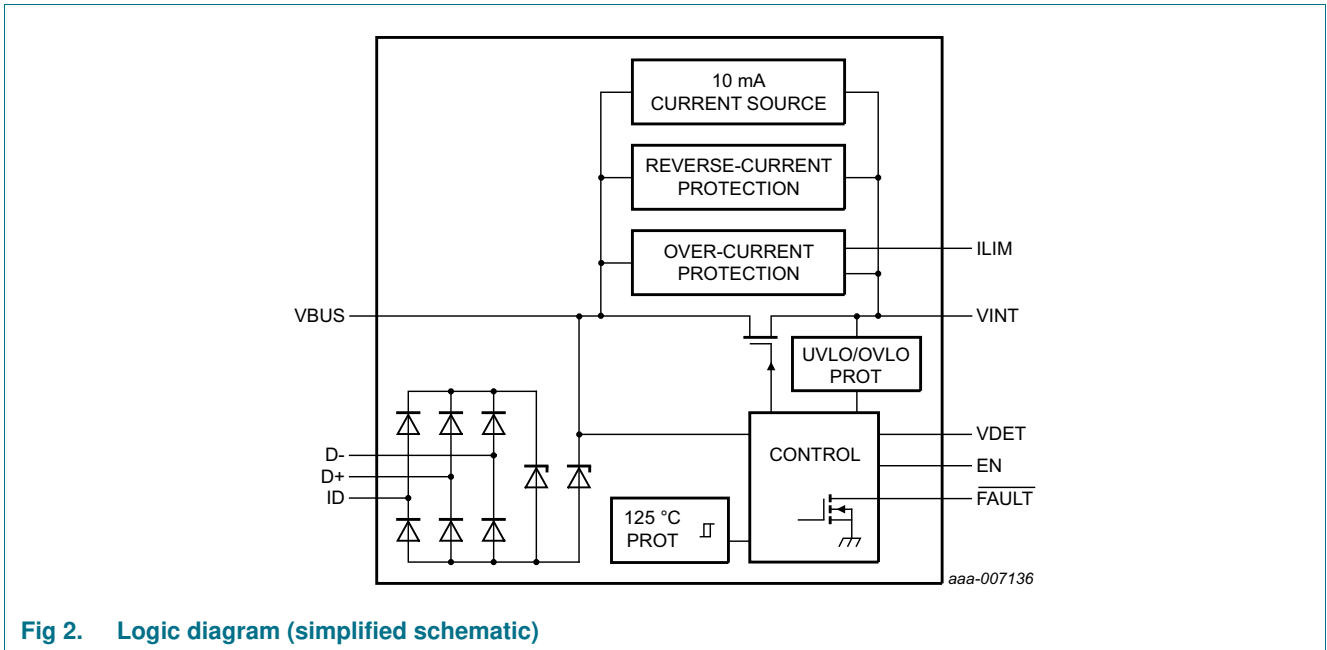 10 mA
CURRENT SOURCE
REVERSE-CURRENT
PROTECTION
OVER-CURRENT
PROTECTION
ILIM
VBUS
VINT
UVLO/OVLO
PROT
VDET
CONTROL
D-
EN
D+
ID
FAULT
125 °C
PROT
aaa-007136
Fig 2. Logic diagram (simplified schematic)